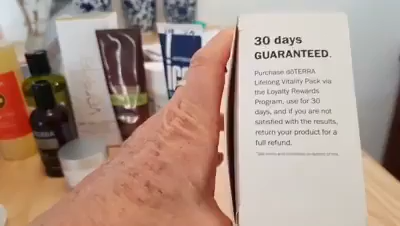 30 days
GUARANTEED.
Purchase dōTERRA
Lifelong Vitality Pack via
the Loyalty Rewards
Program, use for 30
days, and if you are not
satisfied with the results,
return your product for a
full refund.